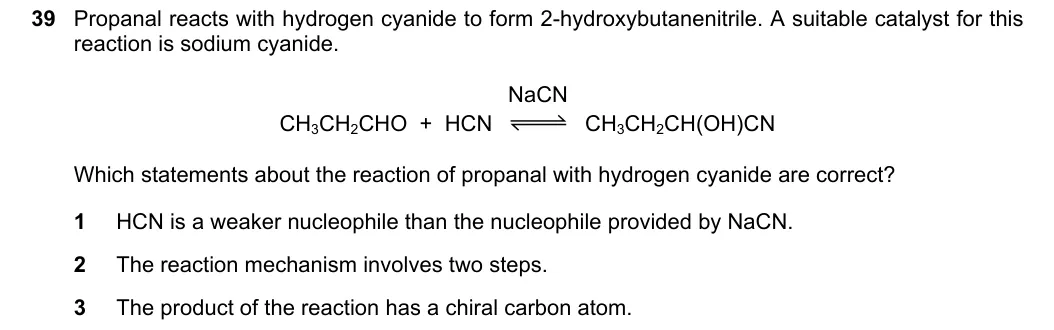 39 Propanal reacts with hydrogen cyanide to form 2-hydroxybutanenitrile. A suitable catalyst for this
reaction is sodium cyanide.
NaCN
CH₃CH₂CHO + HCN ⇌ CH₃CH₂CH(OH)CN
Which statements about the reaction of propanal with hydrogen cyanide are correct?
1 HCN is a weaker nucleophile than the nucleophile provided by NaCN.
2 The reaction mechanism involves two steps.
3 The product of the reaction has a chiral carbon atom.